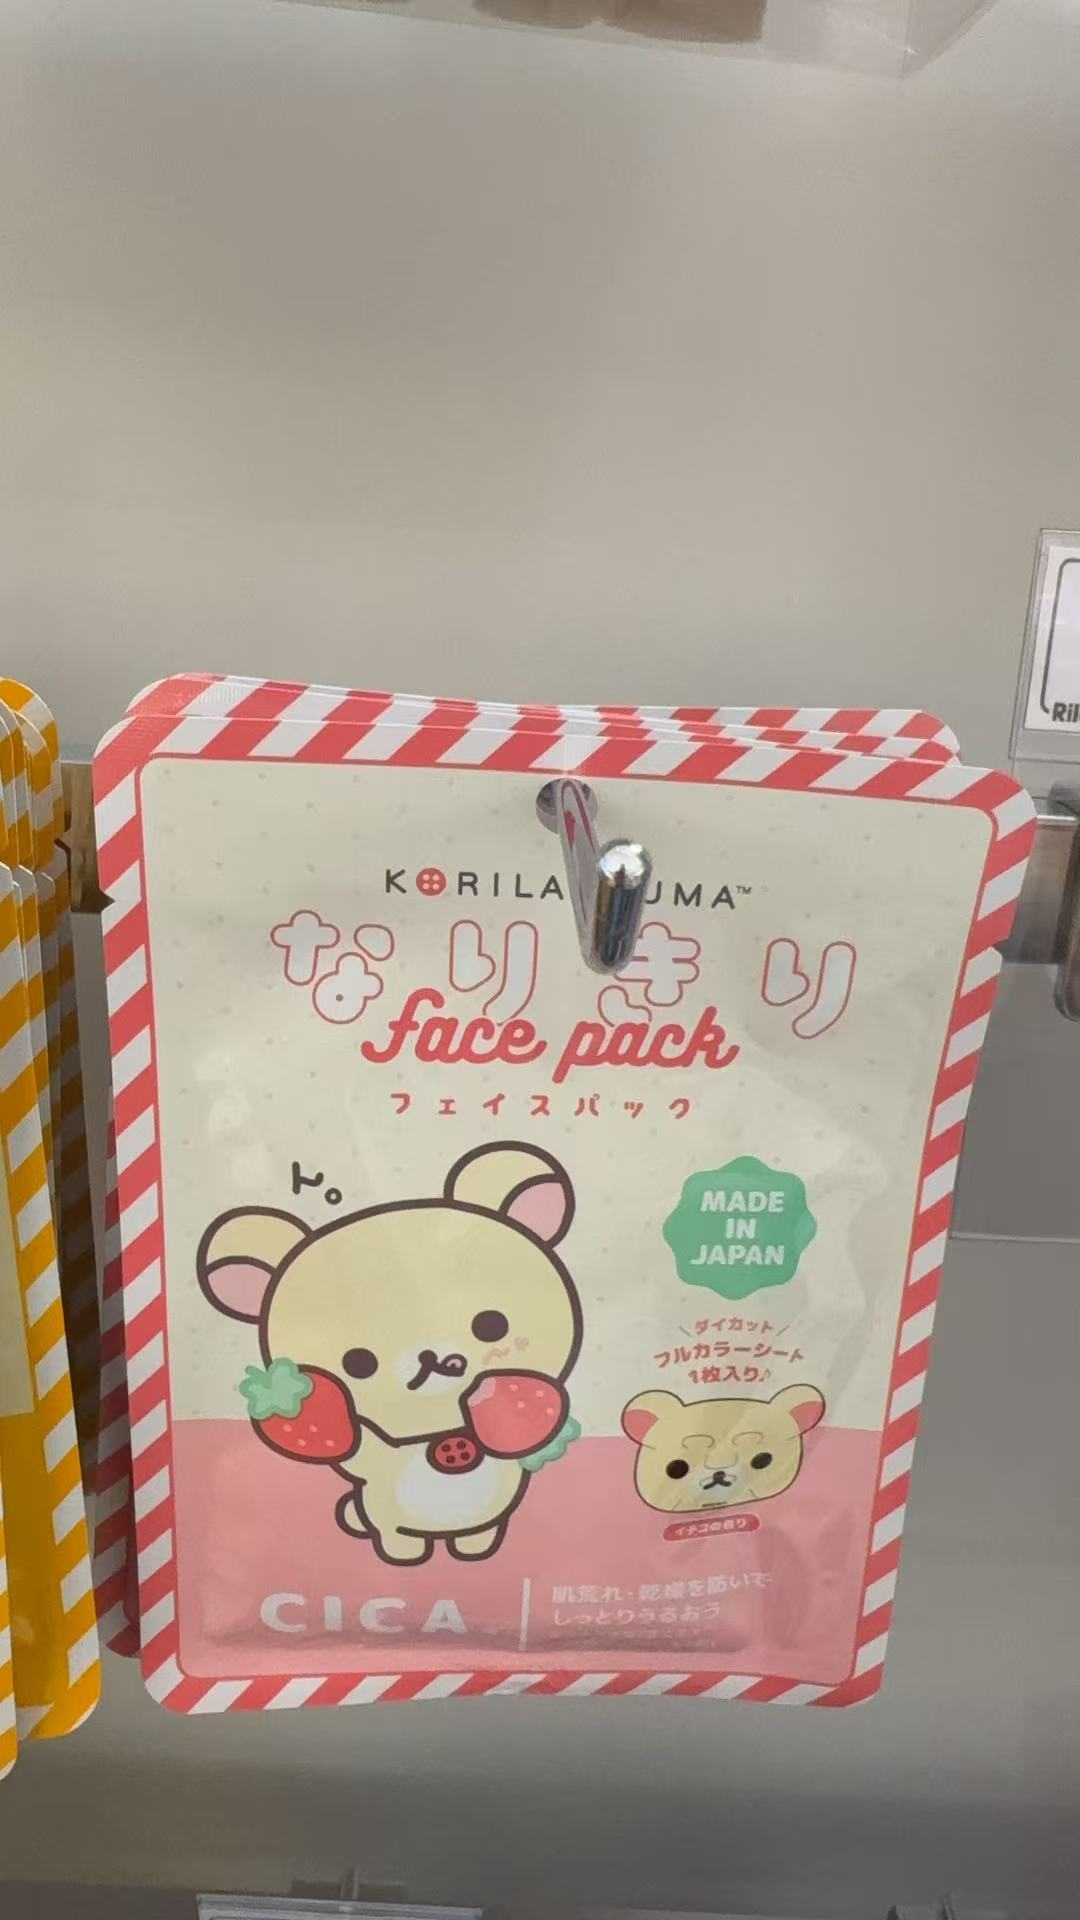 KORILA UMA™
なりきり
face pack
フェイスパック
ん。
MADE
IN
JAPAN
ダイカット
フルカラーシート
1枚入り♪
イチゴの香り
CICA
肌荒れ・乾燥を防いで
しっとりうるおう
Ril